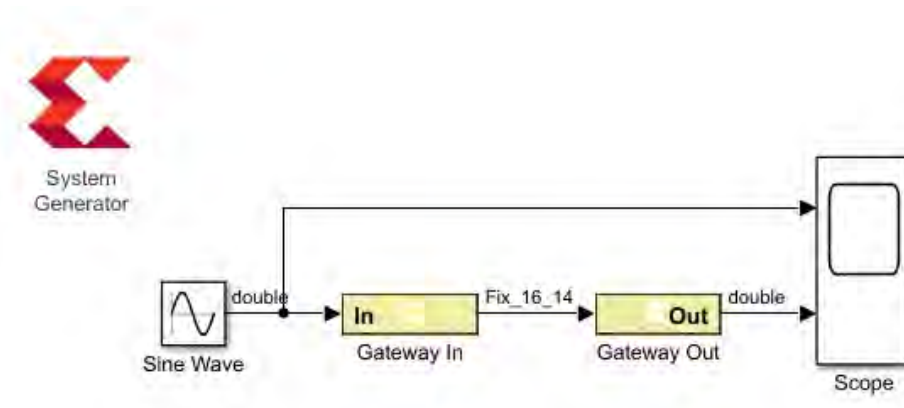 System
Generator
double
Fix_16_14
double
In
Out
Sine Wave
Gateway In
Gateway Out
Scope